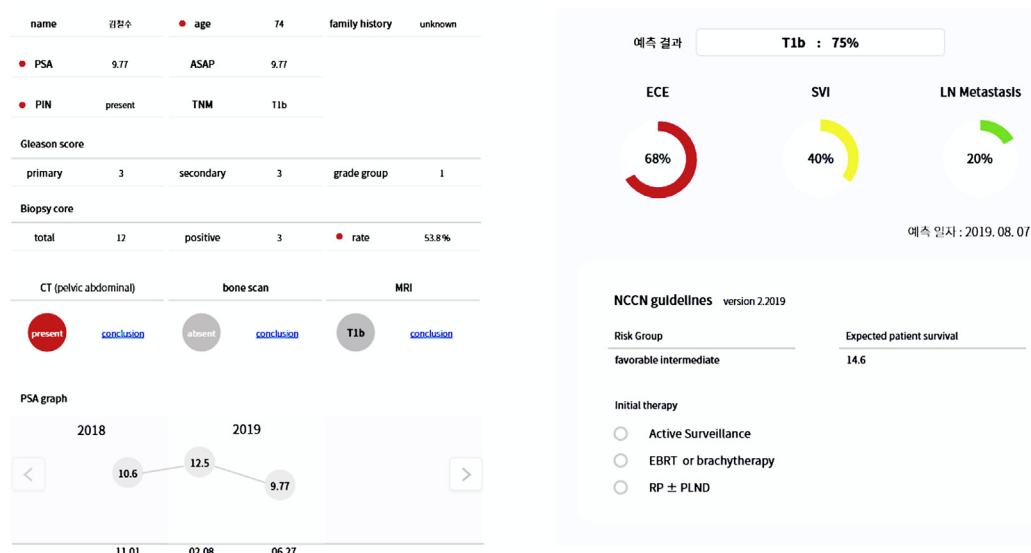 name 김철수 age 74 family history unknown
PSA 9.77 ASAP 9.77
PIN present TNM T1b
Gleason score
primary 3 secondary 3 grade group 1
Biopsy core
total 12 positive 3 rate 53.8%
CT (pelvic abdominal) bone scan MRI
present conclusion absent conclusion T1b conclusion
PSA graph
2018 2019
10.6 12.5 9.77
11.01 02.08 06.27
예측 결과 T1b : 75%
ECE SVI LN Metastasis
68% 40% 20%
예측 일자 : 2019. 08. 07
NCCN guidelines version 2.2019
Risk Group Expected patient survival
favorable intermediate 14.6
Initial therapy
Active Surveillance
EBRT or brachytherapy
RP ± PLND